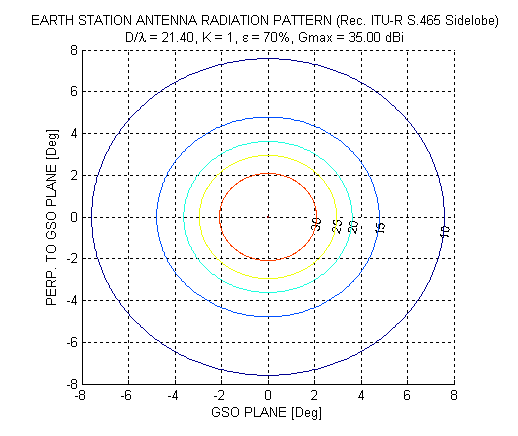 EARTH STATION ANTENNA RADIATION PATTERN (Rec. ITU-R S.465 Sidelobe)
D/λ = 21.40, K = 1, ε = 70%, Gmax = 35.00 dBi
8
6
4
2
0
-2
-4
-6
-8
PERP. TO GSO PLANE [Deg]
30
25
20
15
10
-8 -6 -4 -2 0 2 4 6 8
GSO PLANE [Deg]